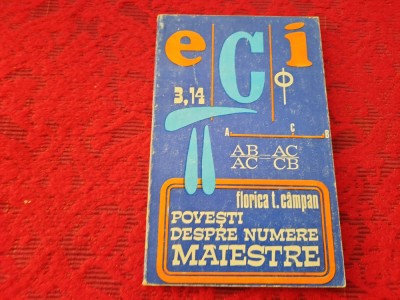 e C i
φ
3,14
π
A C B
AB = AC
AC CB
florica t. câmpan
POVEȘTI
DESPRE NUMERE
MAIESTRE